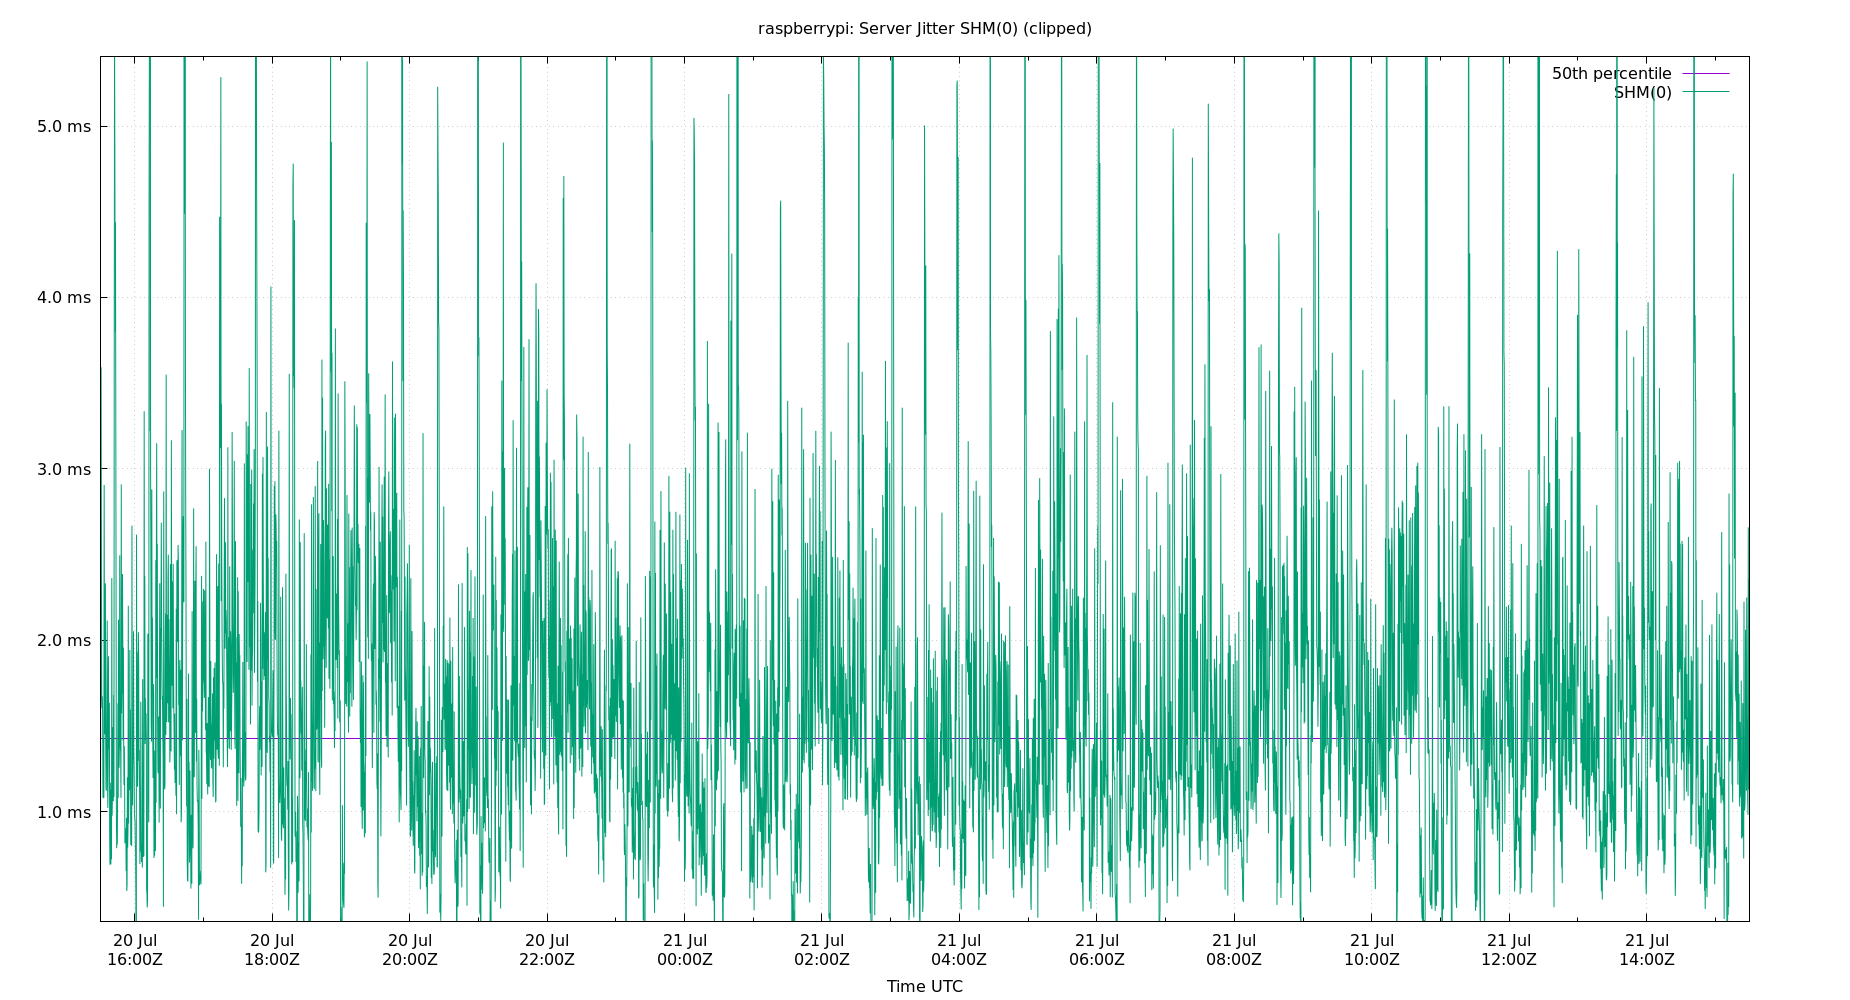 raspberrypi: Server Jitter SHM(0) (clipped)
50th percentile
SHM(0)
5.0 ms
4.0 ms
3.0 ms
2.0 ms
1.0 ms
20 Jul 20 Jul 20 Jul 20 Jul 21 Jul 21 Jul 21 Jul 21 Jul 21 Jul 21 Jul 21 Jul 21 Jul
16:00Z 18:00Z 20:00Z 22:00Z 00:00Z 02:00Z 04:00Z 06:00Z 08:00Z 10:00Z 12:00Z 14:00Z
Time UTC